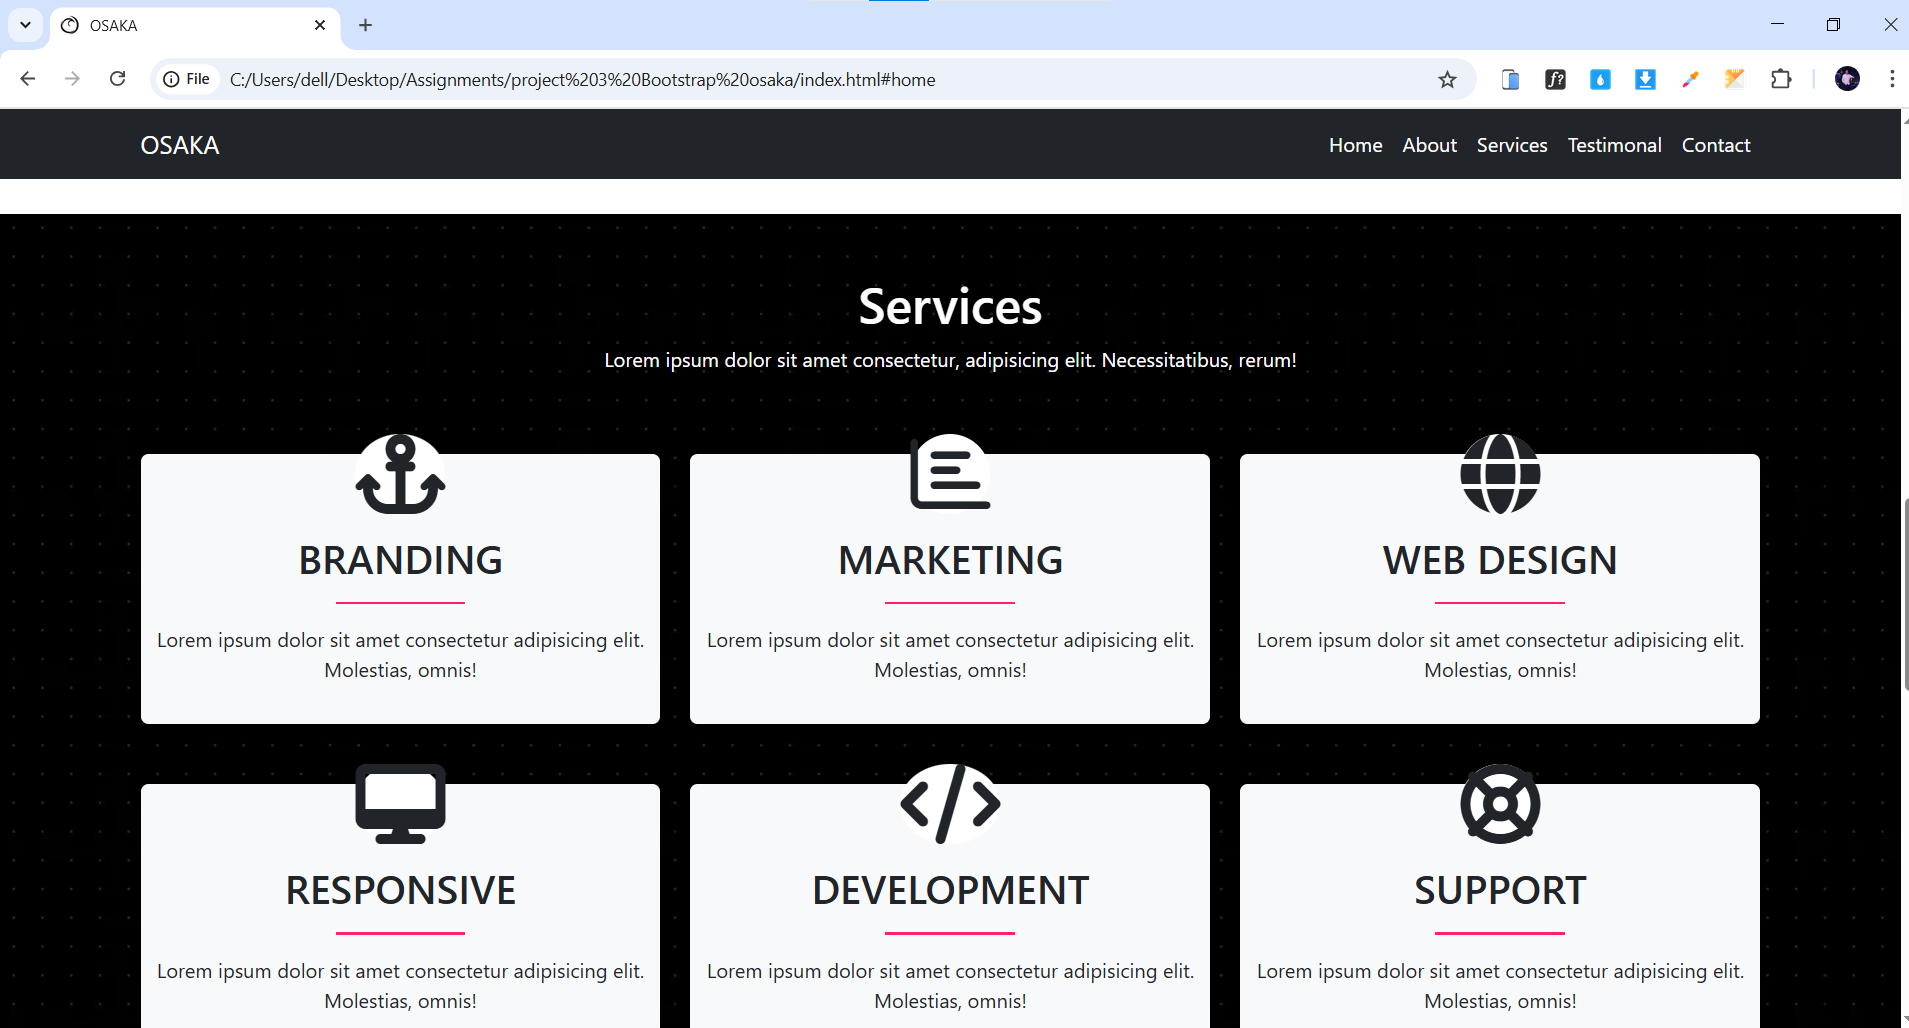 OSAKA
File C:/Users/dell/Desktop/Assignments/project%203%20Bootstrap%20osaka/index.html#home
f?
OSAKA Home About Services Testimonal Contact
Services
Lorem ipsum dolor sit amet consectetur, adipisicing elit. Necessitatibus, rerum!
BRANDING
Lorem ipsum dolor sit amet consectetur adipisicing elit.
Molestias, omnis!
MARKETING
Lorem ipsum dolor sit amet consectetur adipisicing elit.
Molestias, omnis!
WEB DESIGN
Lorem ipsum dolor sit amet consectetur adipisicing elit.
Molestias, omnis!
RESPONSIVE
Lorem ipsum dolor sit amet consectetur adipisicing elit.
Molestias, omnis!
DEVELOPMENT
Lorem ipsum dolor sit amet consectetur adipisicing elit.
Molestias, omnis!
SUPPORT
Lorem ipsum dolor sit amet consectetur adipisicing elit.
Molestias, omnis!